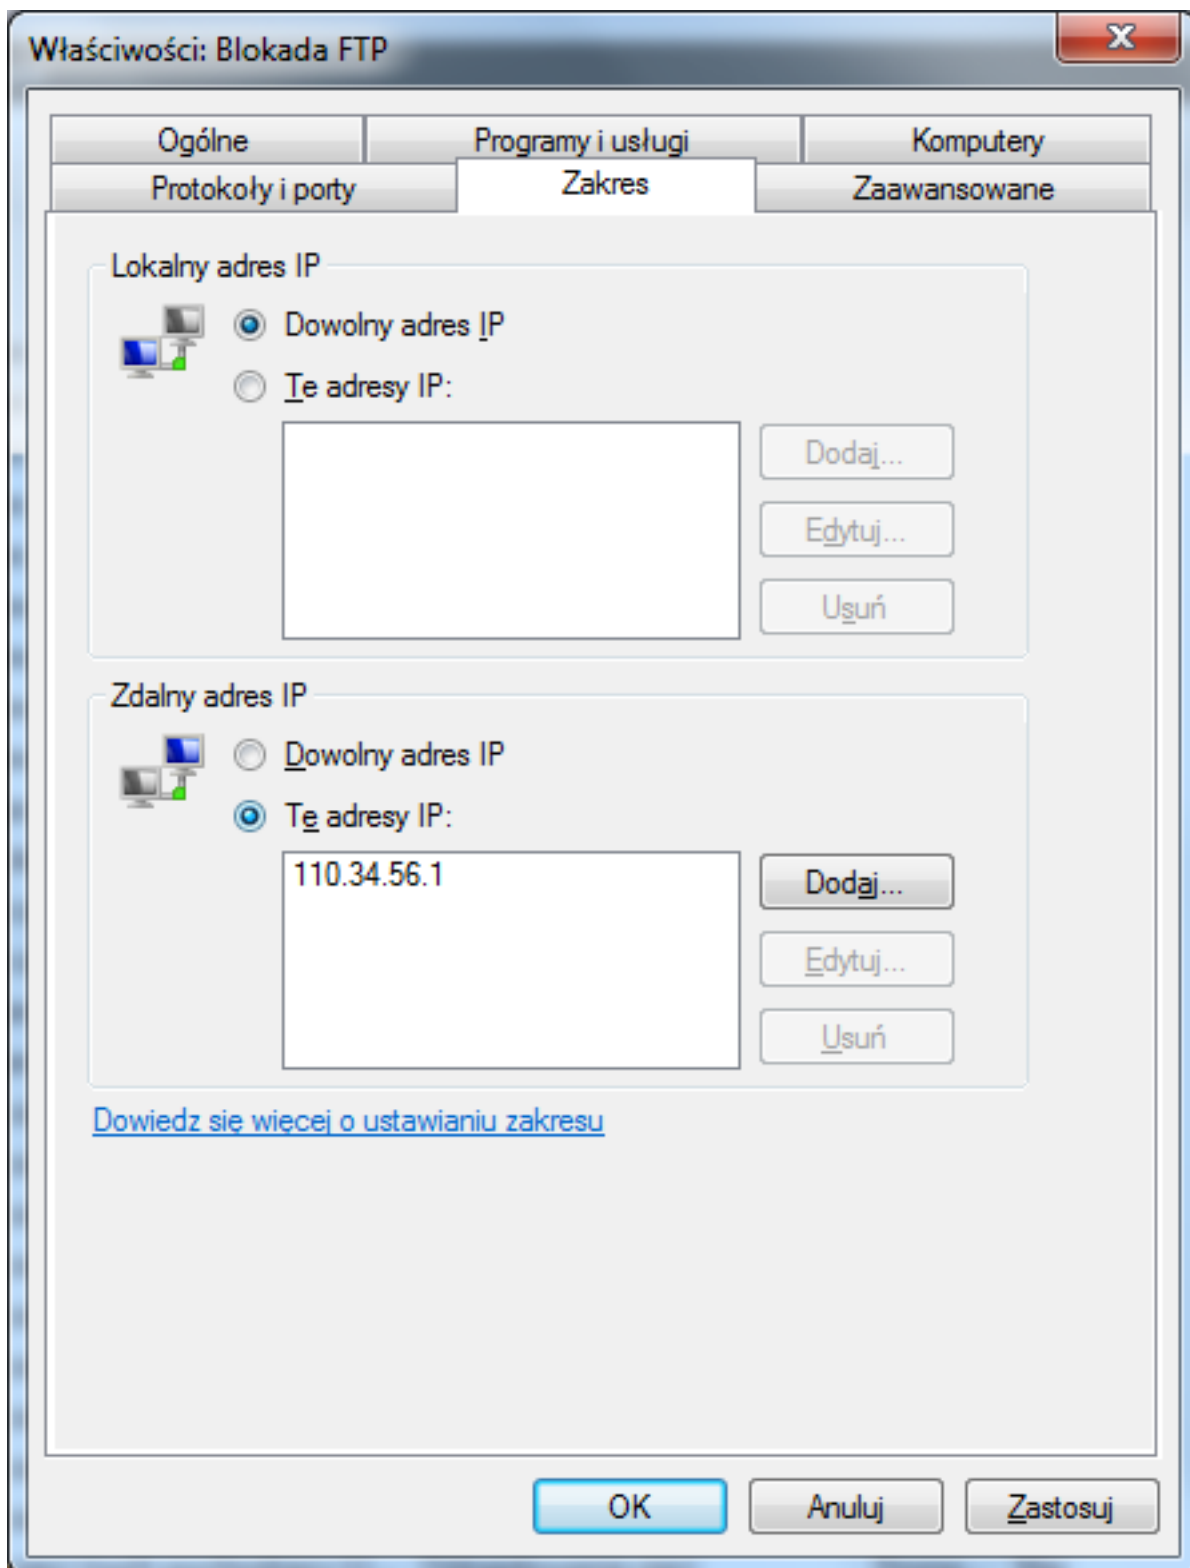 Właściwości: Blokada FTP
x
Ogólne Programy i usługi Komputery
Protokoły i porty Zakres Zaawansowane
Lokalny adres IP
Dowolny adres IP
Te adresy IP:
Dodaj...
Edytuj...
Usuń
Zdalny adres IP
Dowolny adres IP
Te adresy IP:
110.34.56.1
Dodaj...
Edytuj...
Usuń
Dowiedz się więcej o ustawianiu zakresu
OK Anuluj Zastosuj